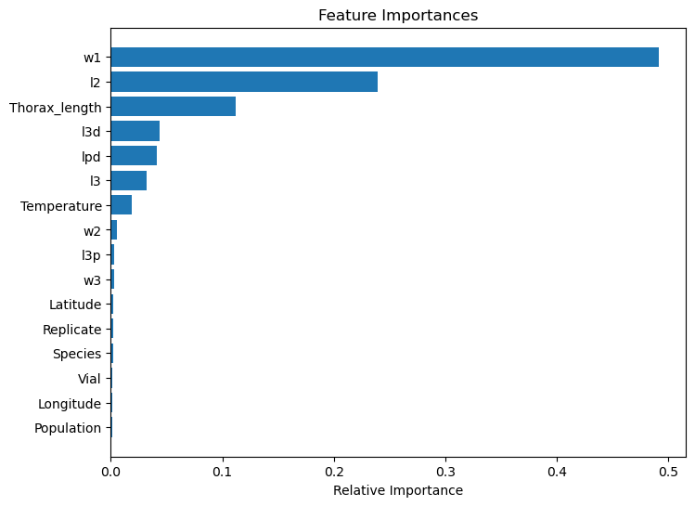 Feature Importances
w1
l2
Thorax_length
l3d
lpd
l3
Temperature
w2
l3p
w3
Latitude
Replicate
Species
Vial
Longitude
Population
0.0 0.1 0.2 0.3 0.4 0.5
Relative Importance